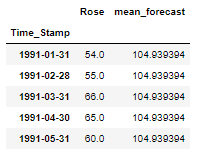 Rose mean_forecast
Time_Stamp
1991-01-31 54.0 104.939394
1991-02-28 55.0 104.939394
1991-03-31 66.0 104.939394
1991-04-30 65.0 104.939394
1991-05-31 60.0 104.939394